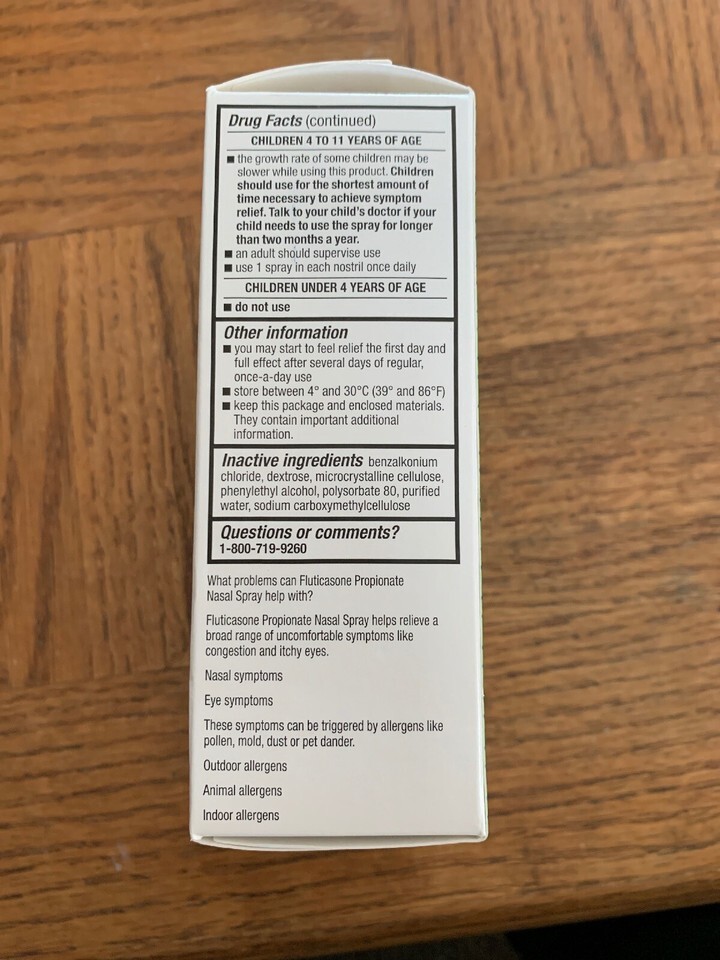 Drug Facts (continued)
CHILDREN 4 TO 11 YEARS OF AGE
■ the growth rate of some children may be
slower while using this product. Children
should use for the shortest amount of
time necessary to achieve symptom
relief. Talk to your child's doctor if your
child needs to use the spray for longer
than two months a year.
■ an adult should supervise use
■ use 1 spray in each nostril once daily
CHILDREN UNDER 4 YEARS OF AGE
■ do not use
Other information
■ you may start to feel relief the first day and
full effect after several days of regular,
once-a-day use
■ store between 4° and 30°C (39° and 86°F)
■ keep this package and enclosed materials.
They contain important additional
information.
Inactive ingredients benzalkonium
chloride, dextrose, microcrystalline cellulose,
phenylethyl alcohol, polysorbate 80, purified
water, sodium carboxymethylcellulose
Questions or comments?
1-800-719-9260
What problems can Fluticasone Propionate
Nasal Spray help with?
Fluticasone Propionate Nasal Spray helps relieve a
broad range of uncomfortable symptoms like
congestion and itchy eyes.
Nasal symptoms
Eye symptoms
These symptoms can be triggered by allergens like
pollen, mold, dust or pet dander.
Outdoor allergens
Animal allergens
Indoor allergens